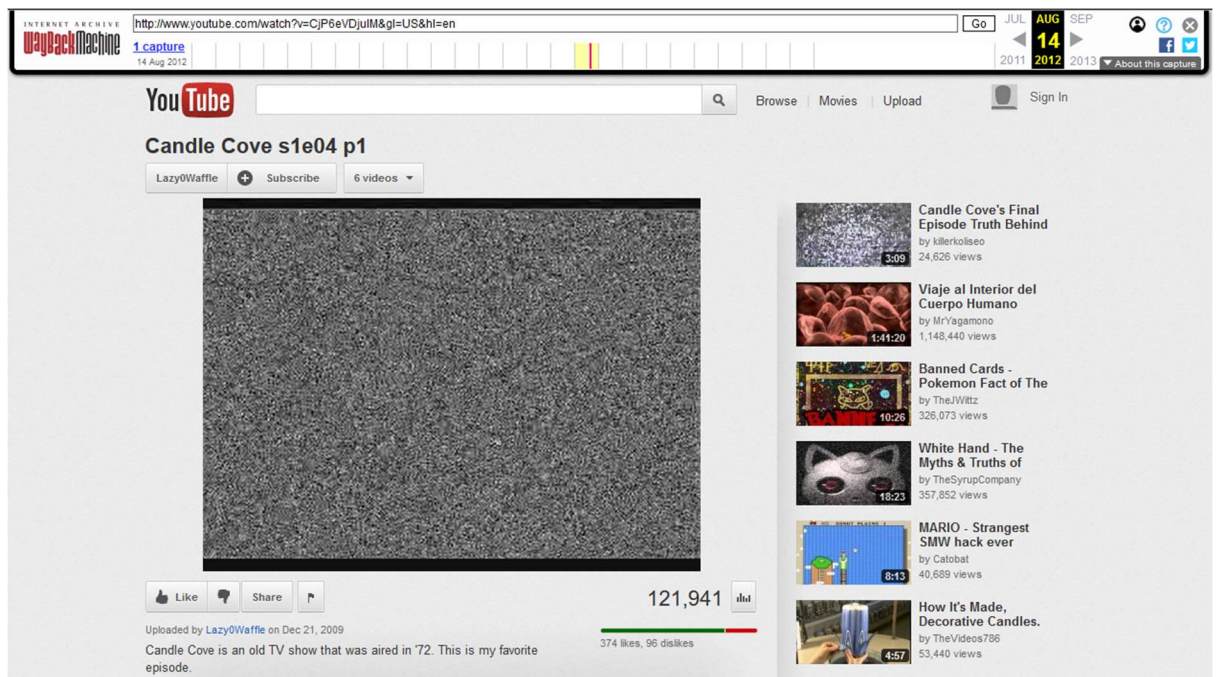 INTERNET ARCHIVE
WayBackMachine
http://www.youtube.com/watch?v=CjP6eVDjuIM&gl=US&hl=en
Go
JUL AUG SEP
1 capture
14
14 Aug 2012
2011 2012 2013
About this capture
YouTube
Browse Movies Upload
Sign In
Candle Cove s1e04 p1
Lazy0Waffle Subscribe 6 videos
Candle Cove's Final
Episode Truth Behind
by killerkoliseo
24,626 views
3:09
Viaje al Interior del
Cuerpo Humano
by MrYagamono
1,148,440 views
1:41:20
Banned Cards -
Pokemon Fact of The
by TheJWittz
326,073 views
10:26
White Hand - The
Myths & Truths of
by TheSyrupCompany
357,852 views
18:23
MARIO - Strangest
SMW hack ever
by Catobat
40,689 views
8:13
How It's Made,
Decorative Candles.
by TheVideos786
53,440 views
4:57
Like Share
121,941
Uploaded by Lazy0Waffle on Dec 21, 2009
374 likes, 96 dislikes
Candle Cove is an old TV show that was aired in '72. This is my favorite
episode.